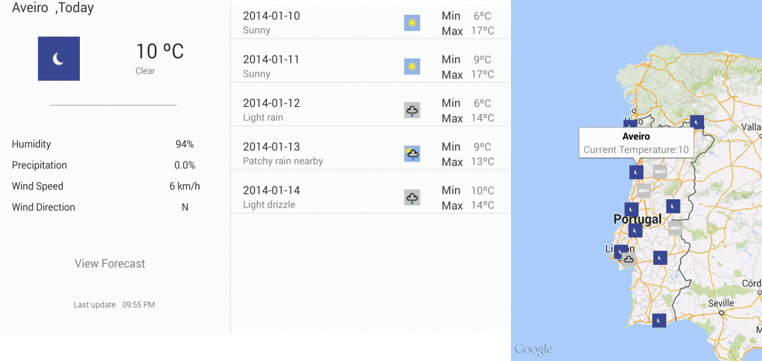 Aveiro ,Today
10 ºC
Clear
Humidity 94%
Precipitation 0.0%
Wind Speed 6 km/h
Wind Direction N
View Forecast
Last update 09:55 PM
2014-01-10 Min 6ºC
Sunny Max 17ºC
2014-01-11 Min 9ºC
Sunny Max 17ºC
2014-01-12 Min 6ºC
Light rain Max 14ºC
2014-01-13 Min 9ºC
Patchy rain nearby Max 13ºC
2014-01-14 Min 10ºC
Light drizzle Max 14ºC
Aveiro
Current Temperature:10
Portugal
Seville
Google